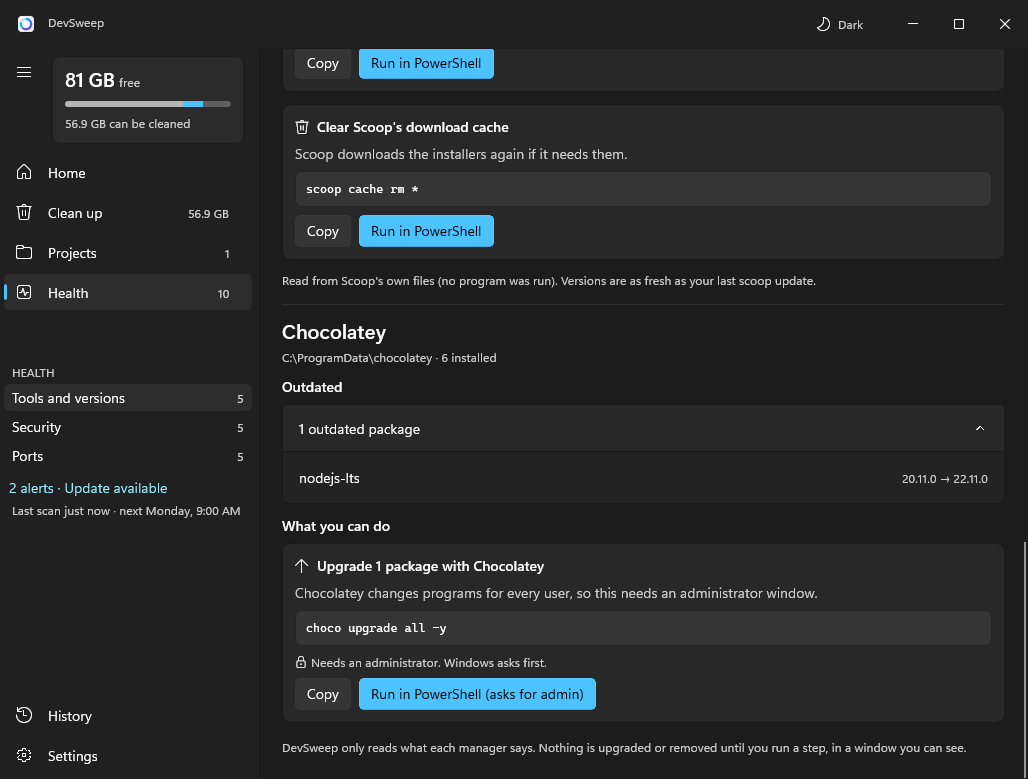 DevSweep
Dark
81 GB free
56.9 GB can be cleaned
Home
Clean up 56.9 GB
Projects 1
Health 10
HEALTH
Tools and versions 5
Security 5
Ports 5
2 alerts · Update available
Last scan just now · next Monday, 9:00 AM
History
Settings
Copy Run in PowerShell
Clear Scoop's download cache
Scoop downloads the installers again if it needs them.
scoop cache rm *
Copy Run in PowerShell
Read from Scoop's own files (no program was run). Versions are as fresh as your last scoop update.
Chocolatey
C:\ProgramData\chocolatey · 6 installed
Outdated
1 outdated package
nodejs-lts 20.11.0 → 22.11.0
What you can do
Upgrade 1 package with Chocolatey
Chocolatey changes programs for every user, so this needs an administrator window.
choco upgrade all -y
Needs an administrator. Windows asks first.
Copy Run in PowerShell (asks for admin)
DevSweep only reads what each manager says. Nothing is upgraded or removed until you run a step, in a window you can see.